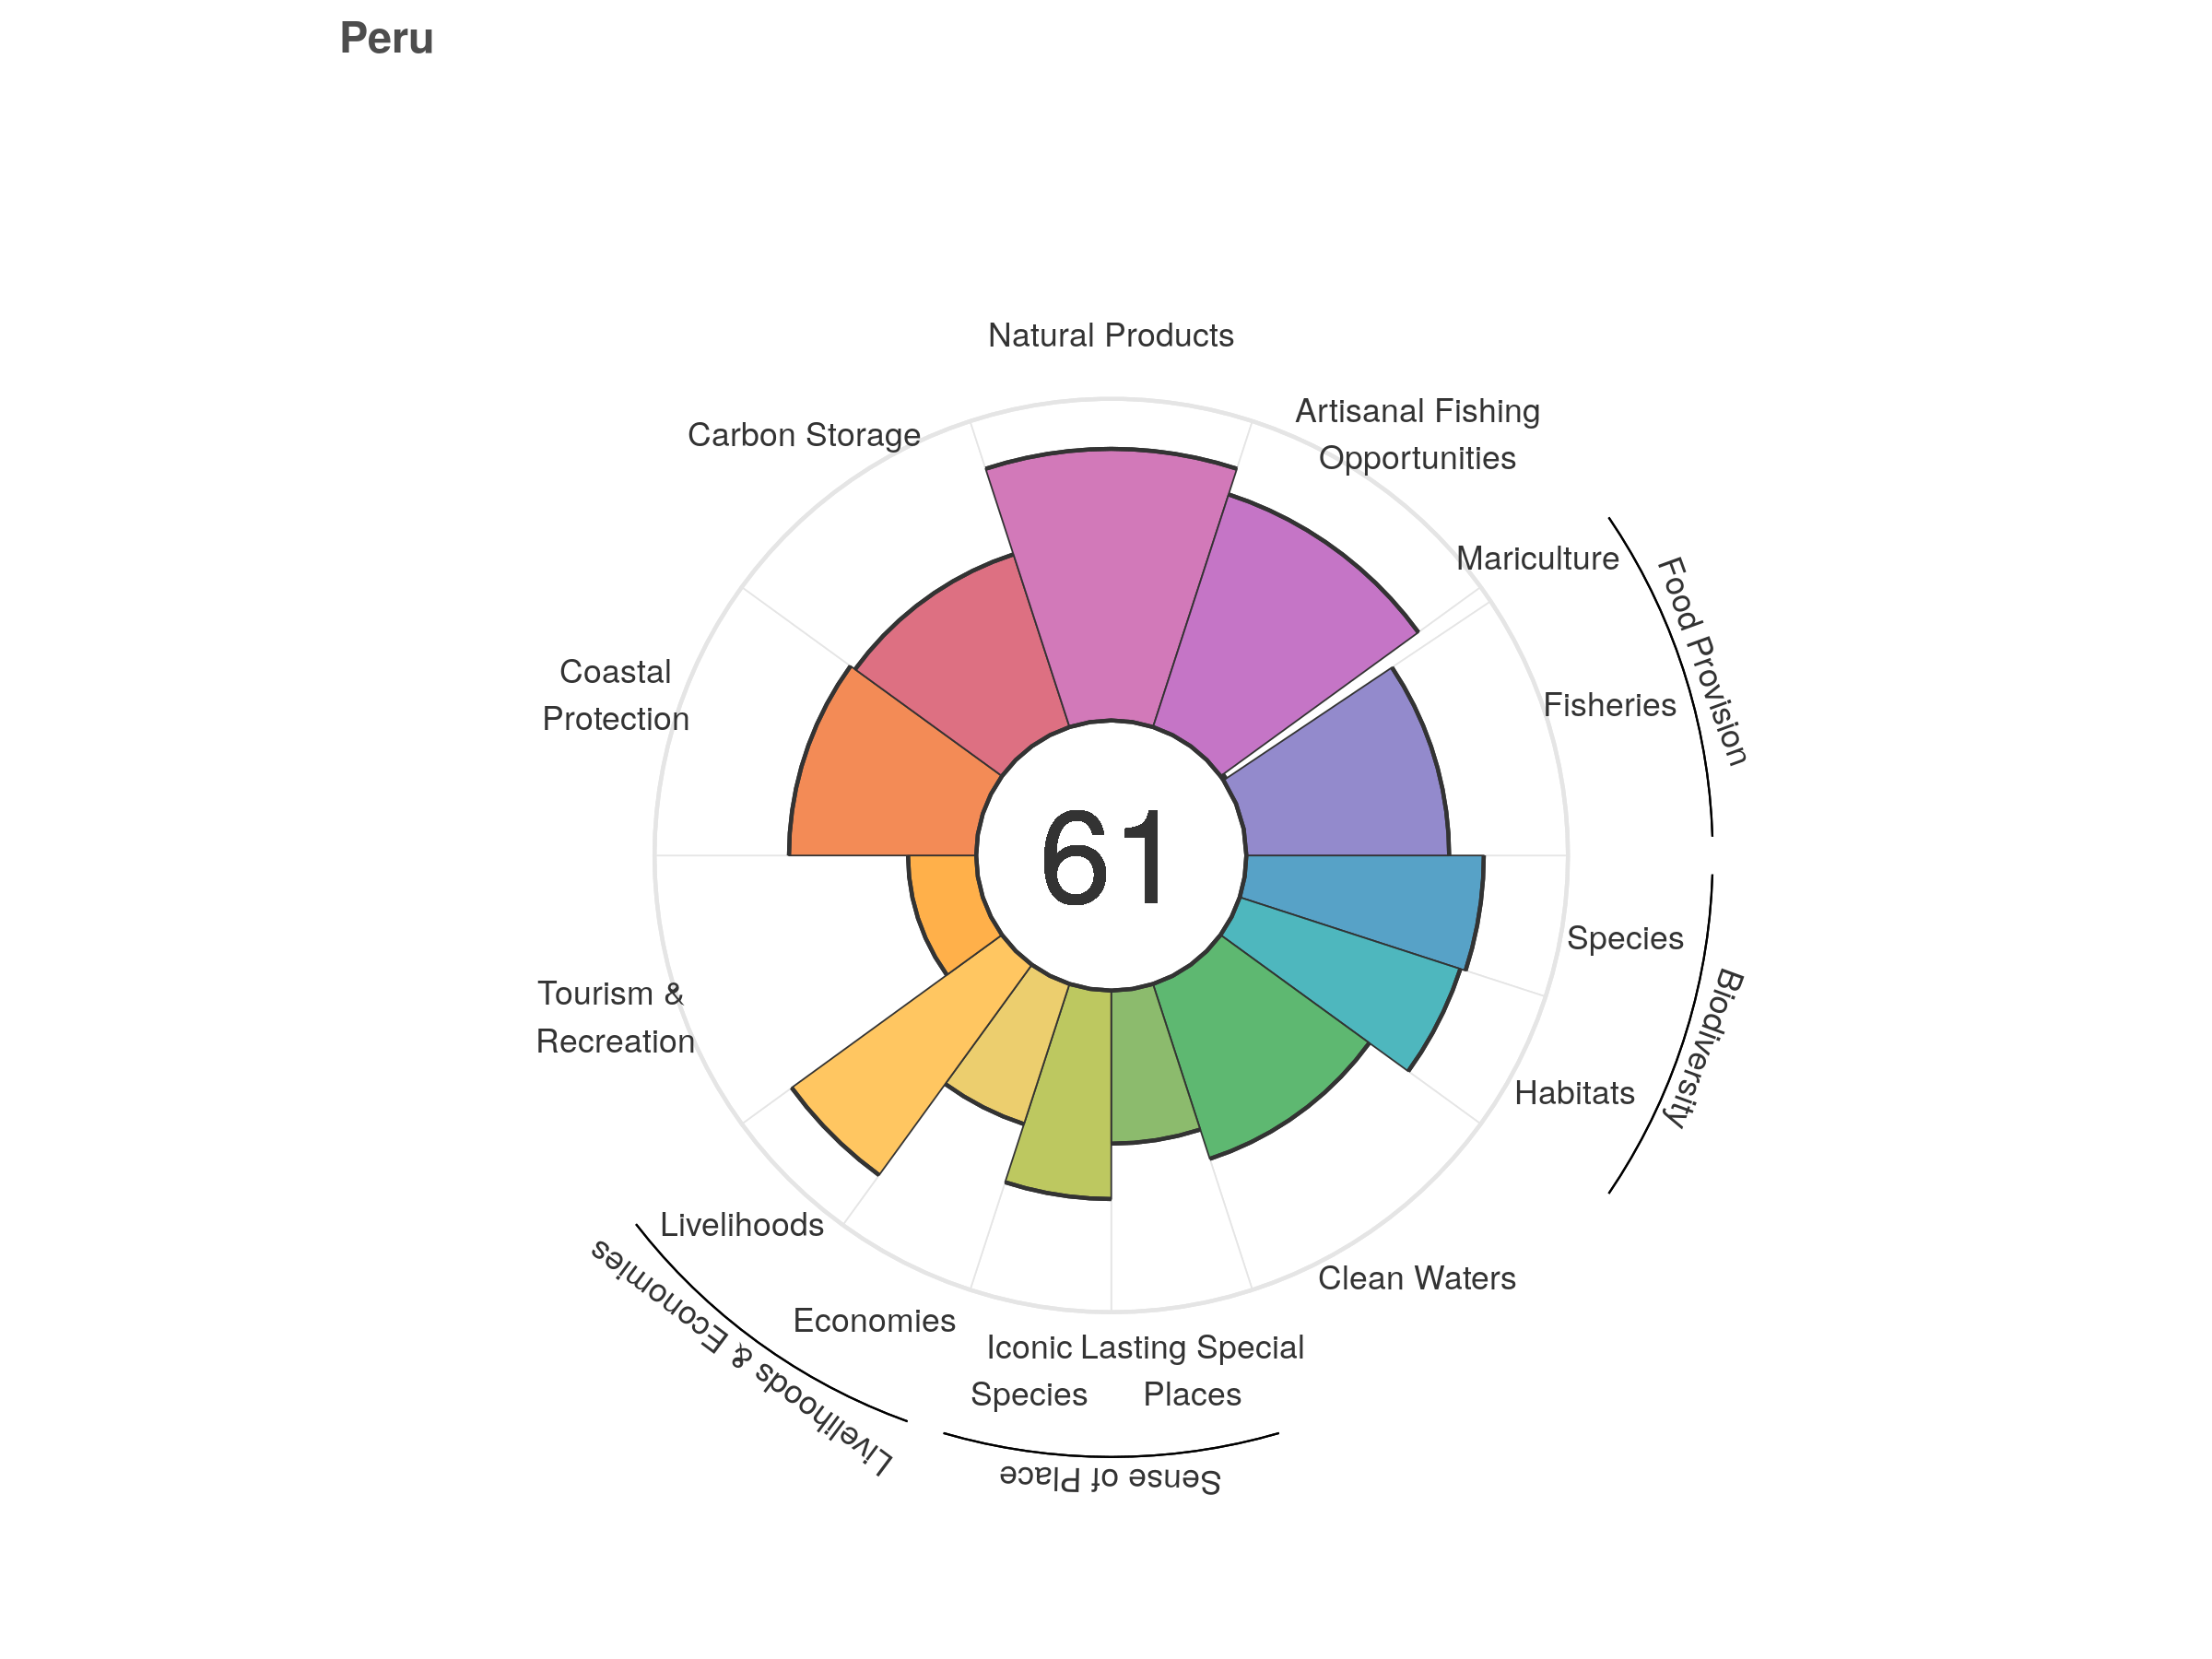 Peru
Natural Products
Artisanal Fishing
Opportunities
Carbon Storage
Mariculture
Food Provision
Coastal
Protection
Fisheries
61
Species
Biodiversity
Tourism &
Recreation
Habitats
Livelihoods
Livelihoods & Economies
Clean Waters
Economies
Iconic
Species
Lasting Special
Places
Sense of Place